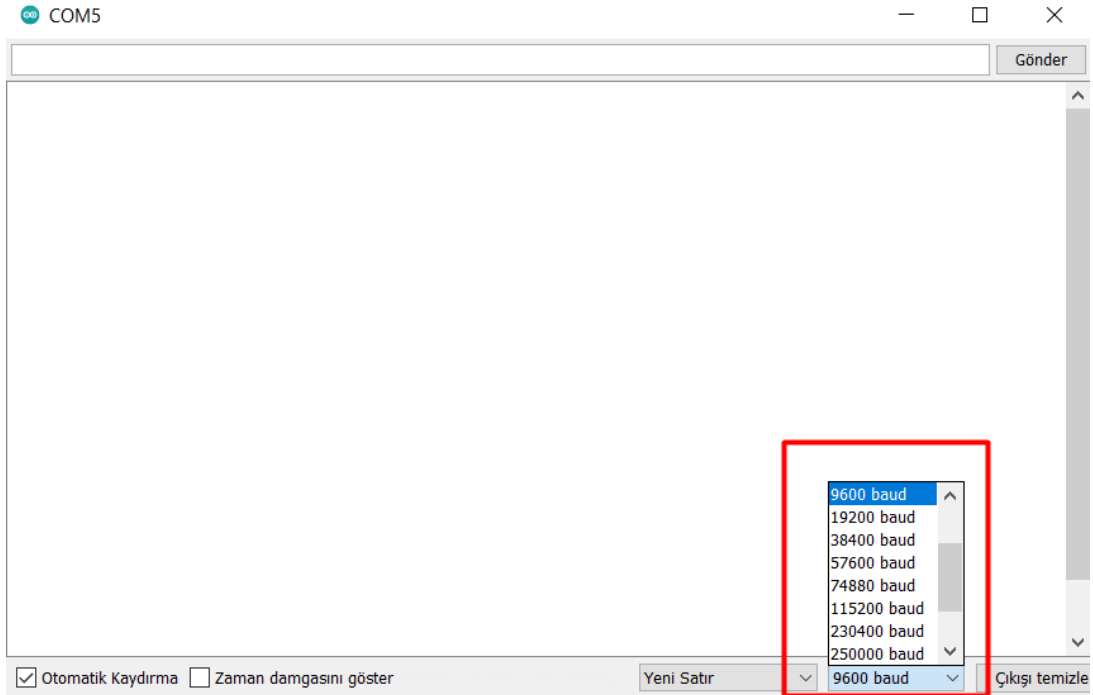 COM5
Gönder
9600 baud
19200 baud
38400 baud
57600 baud
74880 baud
115200 baud
230400 baud
250000 baud
Otomatik Kaydırma Zaman damgasını göster Yeni Satır 9600 baud Çıkışı temizle